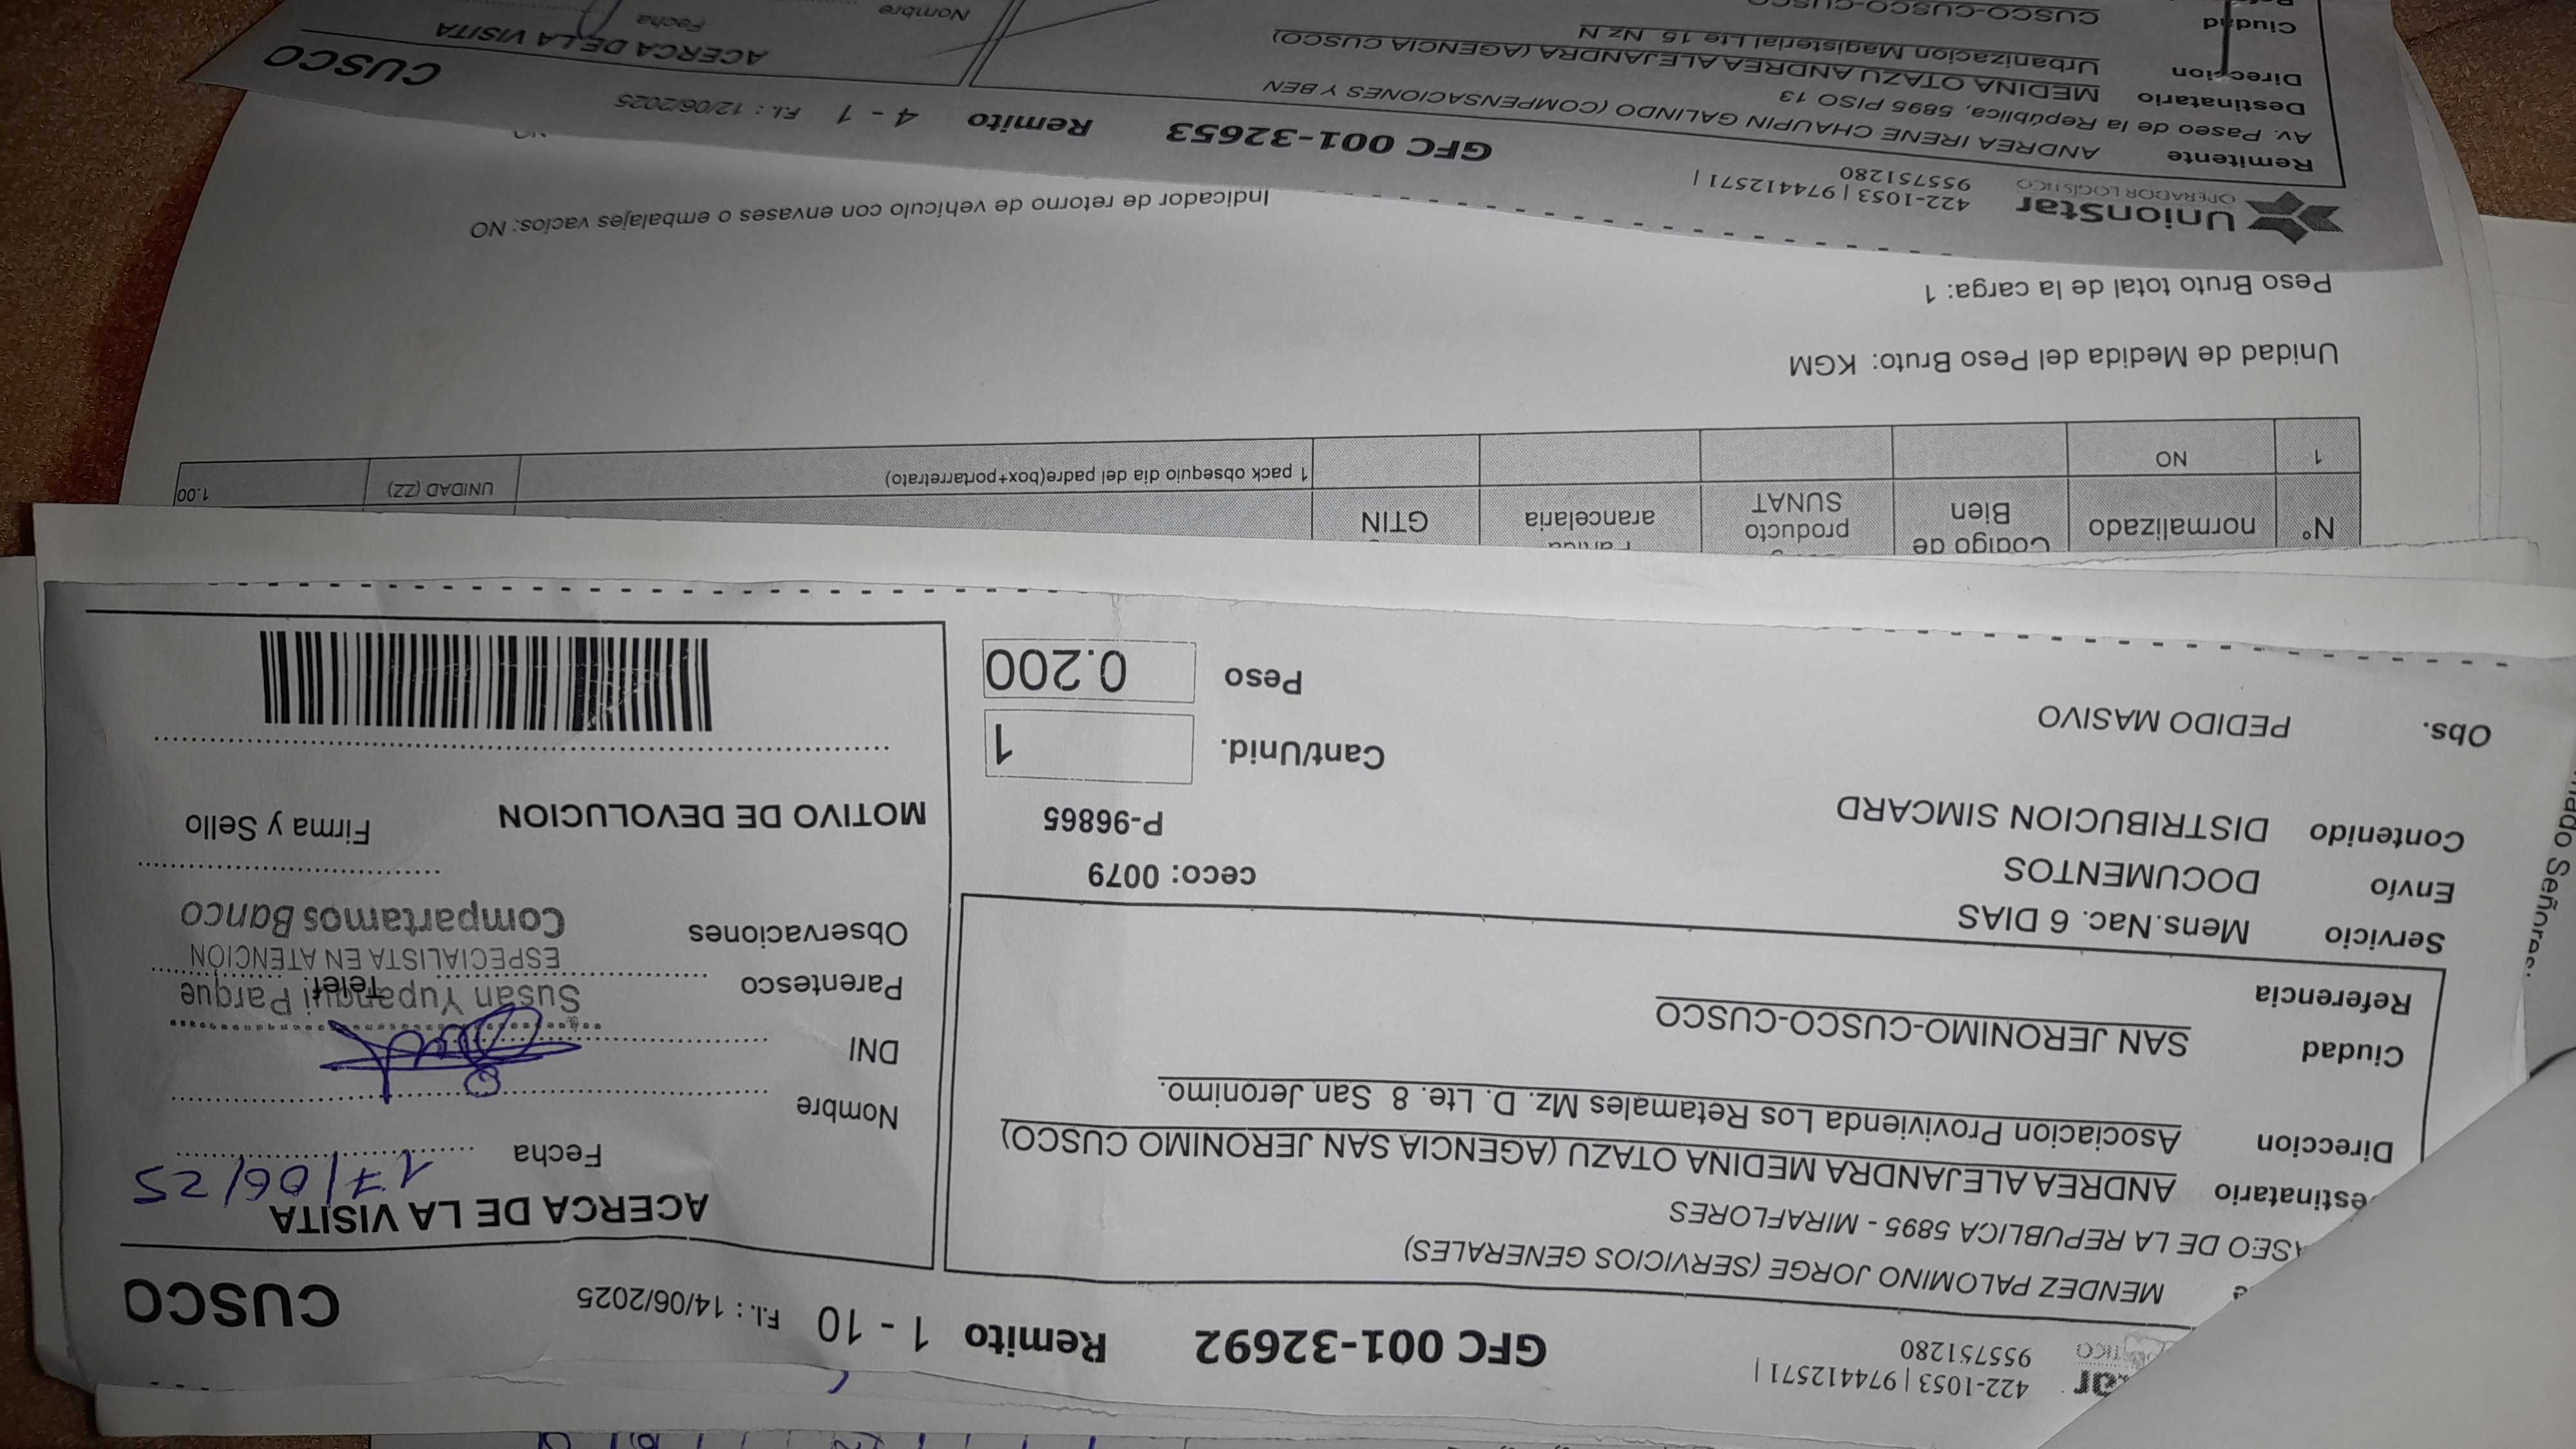 422-1053 | 974412571 |
955751280
GFC 001-32692 Remito 1 - 10 F.I. : 14/06/2025 CUSCO
MENDEZ PALOMINO JORGE (SERVICIOS GENERALES)
ASEO DE LA REPUBLICA 5895 - MIRAFLORES
estinatario ANDREA ALEJANDRA MEDINA OTAZU (AGENCIA SAN JERONIMO CUSCO)
Direccion Asociacion Provivienda Los Retamales Mz. D. Lte. 8 San Jeronimo.
Ciudad SAN JERONIMO-CUSCO-CUSCO
Referencia
Servicio Mens.Nac. 6 DIAS
Envío DOCUMENTOS
Contenido DISTRIBUCION SIMCARD
Obs. PEDIDO MASIVO
ceco: 0079
P-96865
Cant/Unid. 1
Peso 0.200
ACERCA DE LA VISITA
Fecha 17/06/25
Nombre
DNI
Parentesco Telef.
Susan Yupanqui Parque
ESPECIALISTA EN ATENCION
Compartamos Banco
Observaciones
MOTIVO DE DEVOLUCION Firma y Sello
Señores:
N° normalizado Codigo de Bien producto SUNAT arancelaria GTIN
1 NO 1 pack obsequio dia del padre(box+portarretrato) UNIDAD (ZZ) 1.00
Unidad de Medida del Peso Bruto: KGM
Peso Bruto total de la carga: 1
Indicador de retorno de vehiculo con envases o embalajes vacios: NO
UnionStar
OPERADOR LOGÍSTICO
422-1053 | 974412571 |
955751280
GFC 001-32653 Remito 4 - 1 F.I. : 12/06/2025 CUSCO
Remitente ANDREA IRENE CHAUPIN GALINDO (COMPENSACIONES Y BEN
Av. Paseo de la República, 5895 PISO 13
Destinatario MEDINA OTAZU ANDREA ALEJANDRA (AGENCIA CUSCO)
Direccion Urbanizacion Magisterial Lte 15 Nz N
Ciudad CUSCO-CUSCO-CUSCO
ACERCA DE LA VISITA
Fecha
Nombre